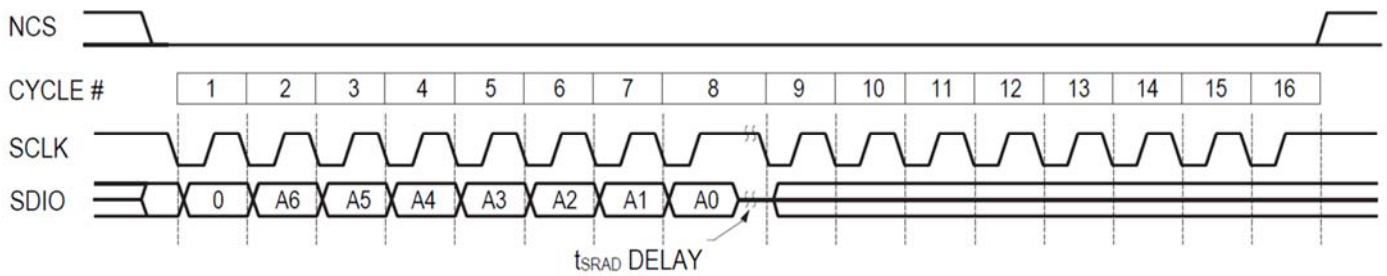 NCS
CYCLE # 1 2 3 4 5 6 7 8 9 10 11 12 13 14 15 16
SCLK
SDIO 0 A6 A5 A4 A3 A2 A1 A0
tSRAD DELAY